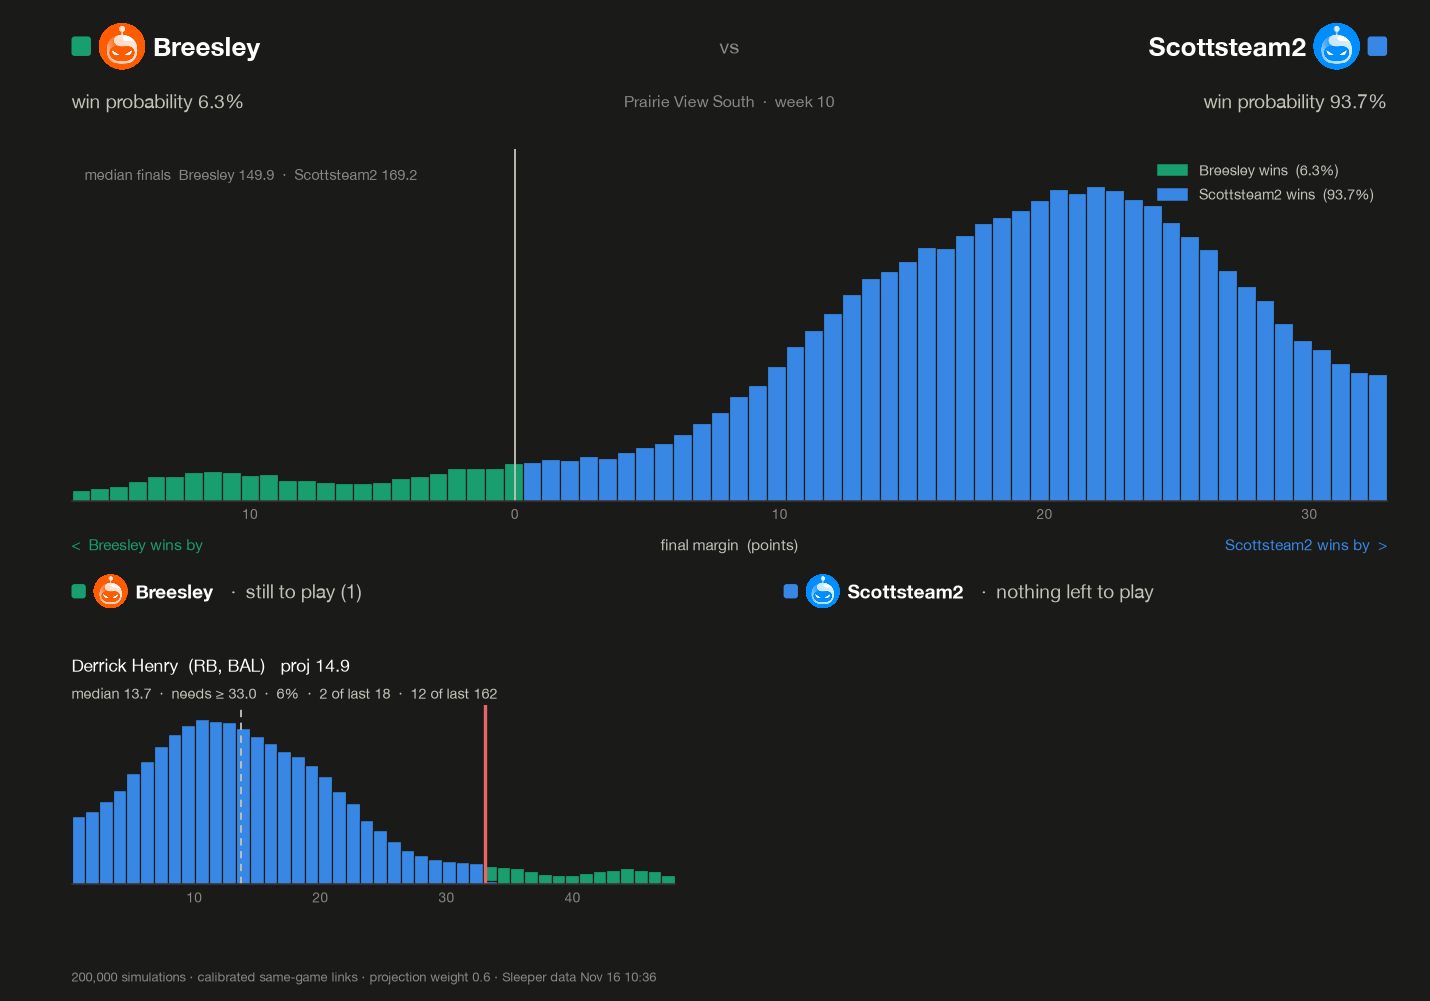 Breesley
vs
Scottsteam2
win probability 6.3%
Prairie View South · week 10
win probability 93.7%
median finals Breesley 149.9 · Scottsteam2 169.2
Breesley wins (6.3%)
Scottsteam2 wins (93.7%)
10 0 10 20 30
< Breesley wins by
final margin (points)
Scottsteam2 wins by >
Breesley · still to play (1)
Scottsteam2 · nothing left to play
Derrick Henry (RB, BAL) proj 14.9
median 13.7 · needs ≥ 33.0 · 6% · 2 of last 18 · 12 of last 162
10 20 30 40
200,000 simulations · calibrated same-game links · projection weight 0.6 · Sleeper data Nov 16 10:36